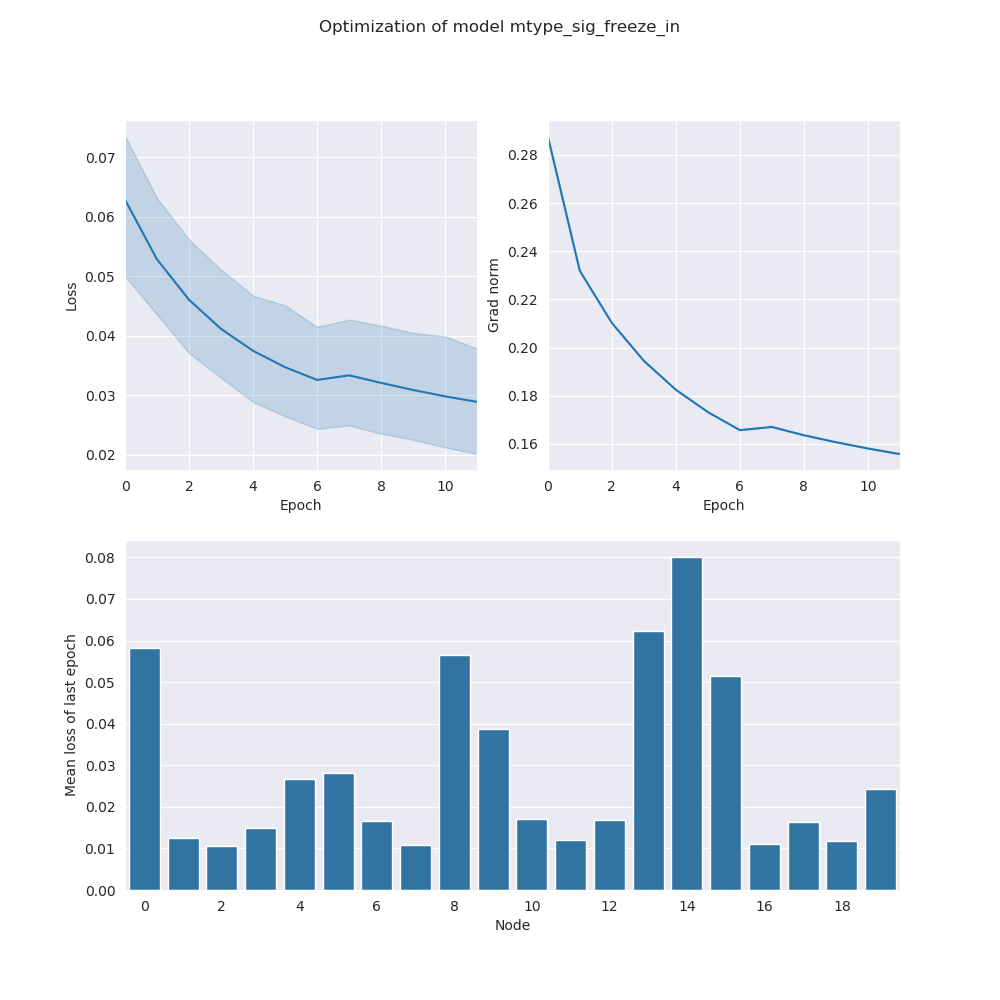 Optimization of model mtype_sig_freeze_in
0.07
0.06
0.05
0.04
0.03
0.02
Loss
0 2 4 6 8 10
Epoch
0.28
0.26
0.24
0.22
0.20
0.18
0.16
Grad norm
0 2 4 6 8 10
Epoch
0.08
0.07
0.06
0.05
0.04
0.03
0.02
0.01
0.00
Mean loss of last epoch
0 2 4 6 8 10 12 14 16 18
Node